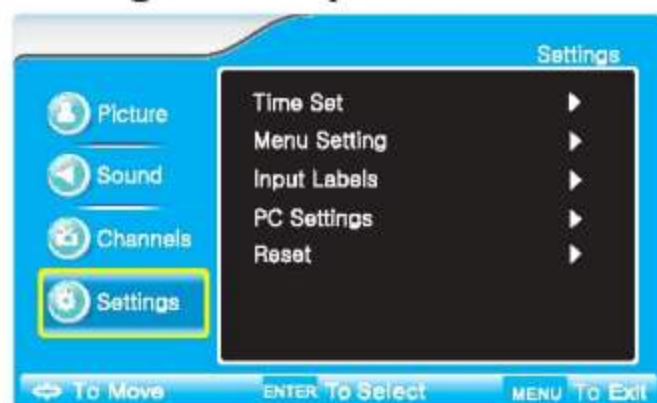 Settings
Picture
Sound
Channels
Settings
Time Set
Menu Setting
Input Labels
PC Settings
Reset
To Move
ENTER To Select
MENU To Exit